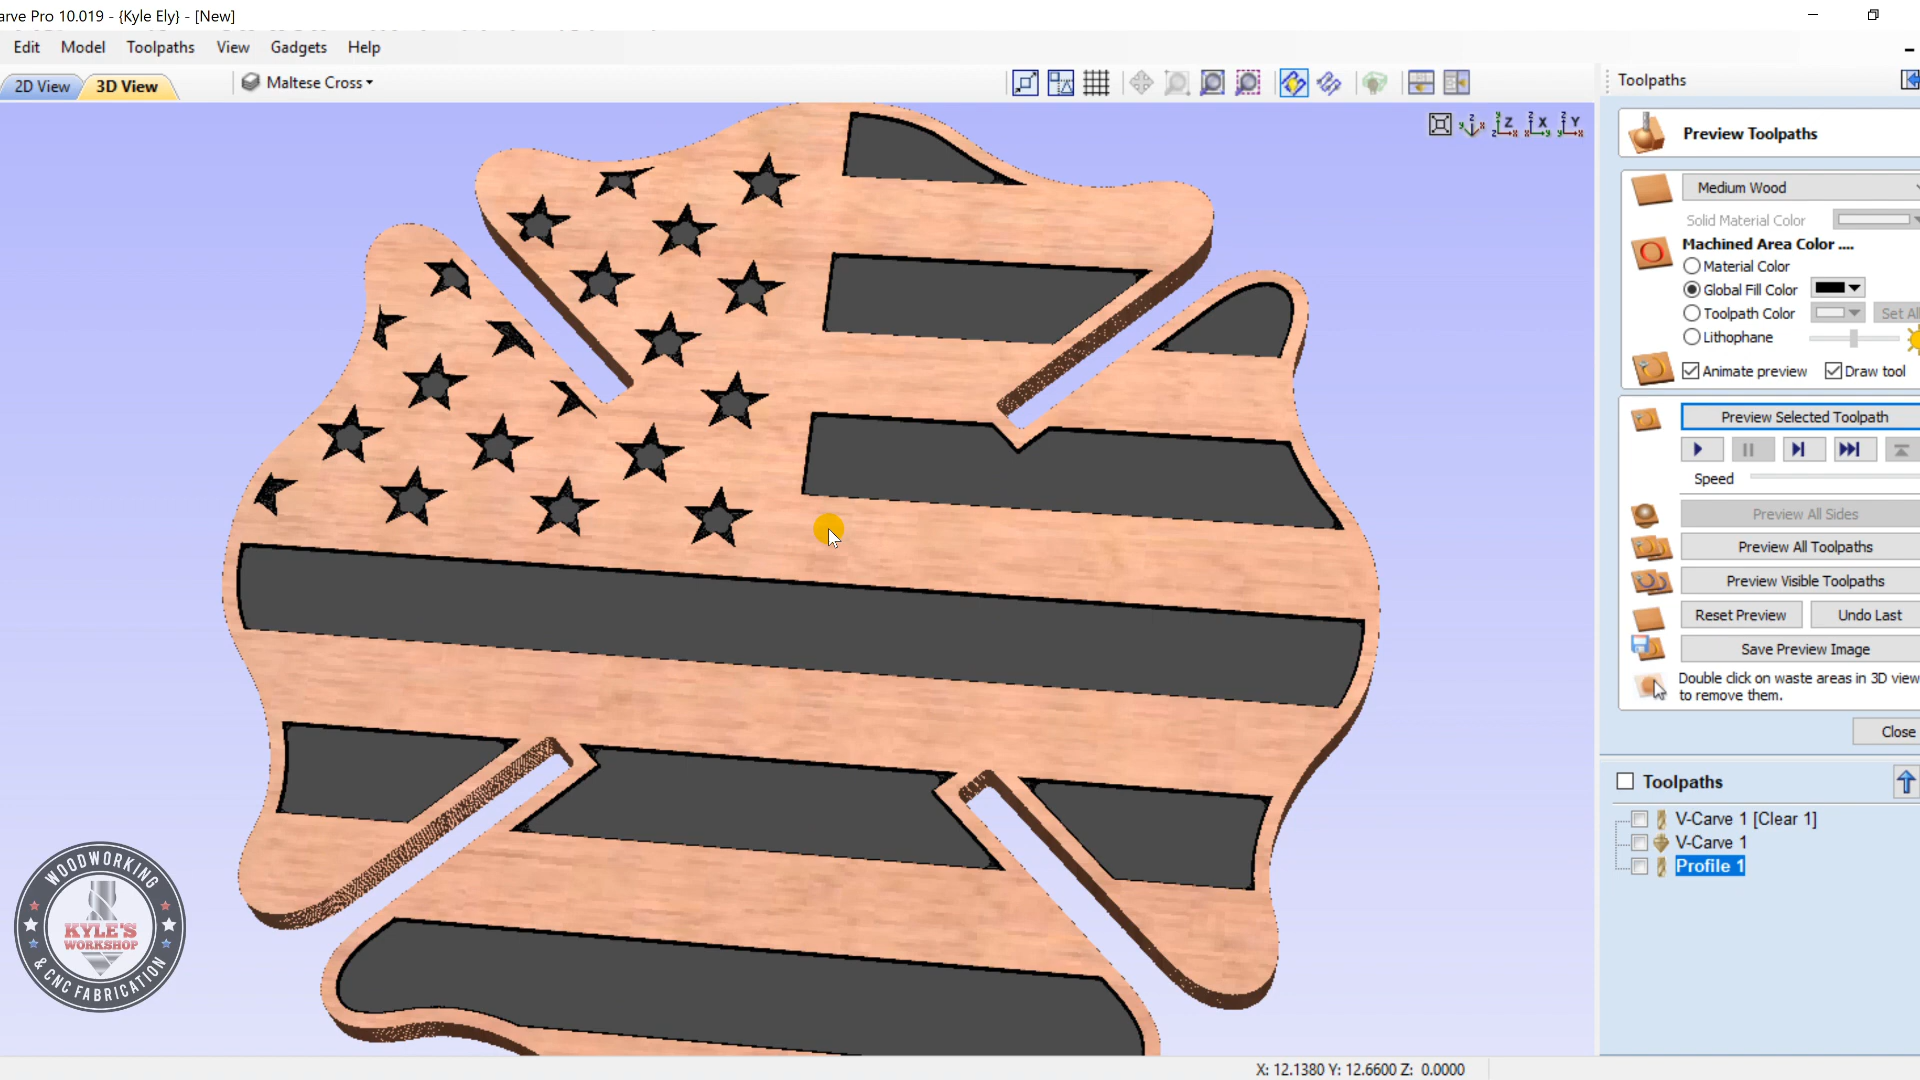 arve Pro 10.019 - {Kyle Ely} - [New]
Edit Model Toolpaths View Gadgets Help
2D View 3D View Maltese Cross
Toolpaths
Preview Toolpaths
Medium Wood
Solid Material Color
Machined Area Color ....
Material Color
Global Fill Color
Toolpath Color Set All
Lithophane
Animate preview Draw tool
Preview Selected Toolpath
Speed
Preview All Sides
Preview All Toolpaths
Preview Visible Toolpaths
Reset Preview Undo Last
Save Preview Image
Double click on waste areas in 3D view
to remove them.
Close
Toolpaths
V-Carve 1 [Clear 1]
V-Carve 1
Profile 1
WOODWORKING
KYLE'S
WORKSHOP
& CNC FABRICATION
X: 12.1380 Y: 12.6600 Z: 0.0000